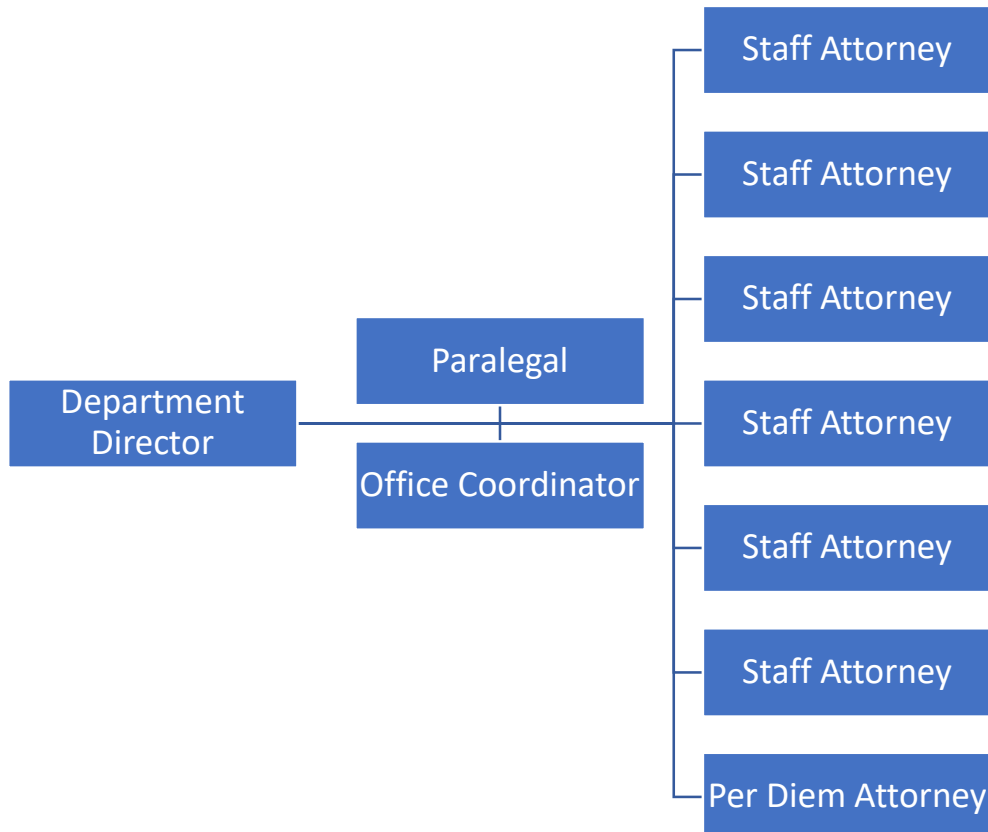 Department
Director
Paralegal
Office Coordinator
Staff Attorney
Staff Attorney
Staff Attorney
Staff Attorney
Staff Attorney
Staff Attorney
Per Diem Attorney